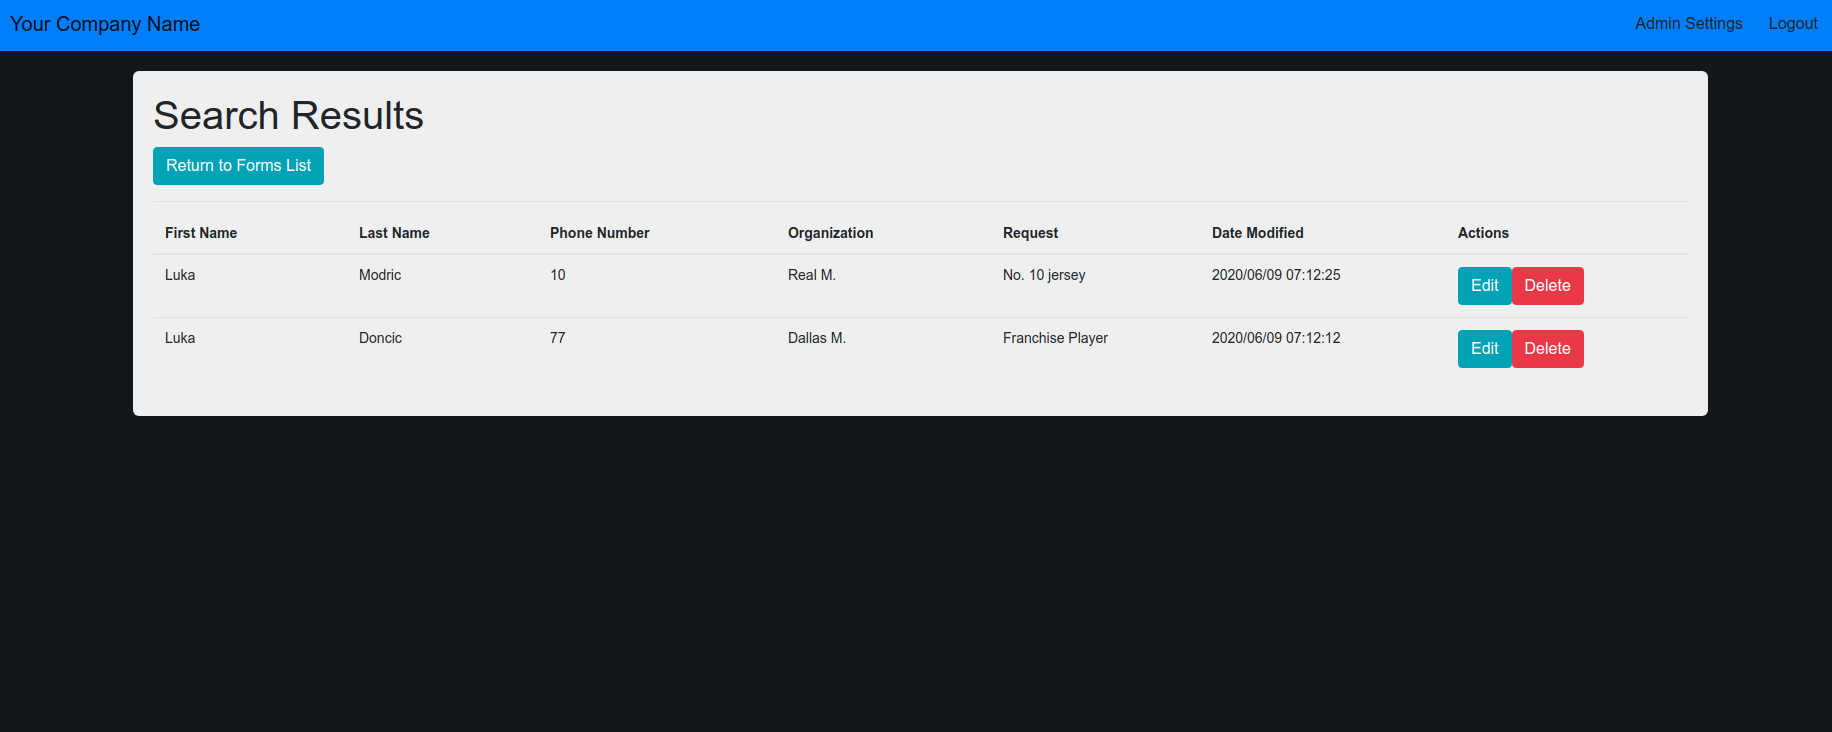 Your Company Name Admin Settings Logout
Search Results
Return to Forms List
First Name Last Name Phone Number Organization Request Date Modified Actions
Luka Modric 10 Real M. No. 10 jersey 2020/06/09 07:12:25 Edit Delete
Luka Doncic 77 Dallas M. Franchise Player 2020/06/09 07:12:12 Edit Delete